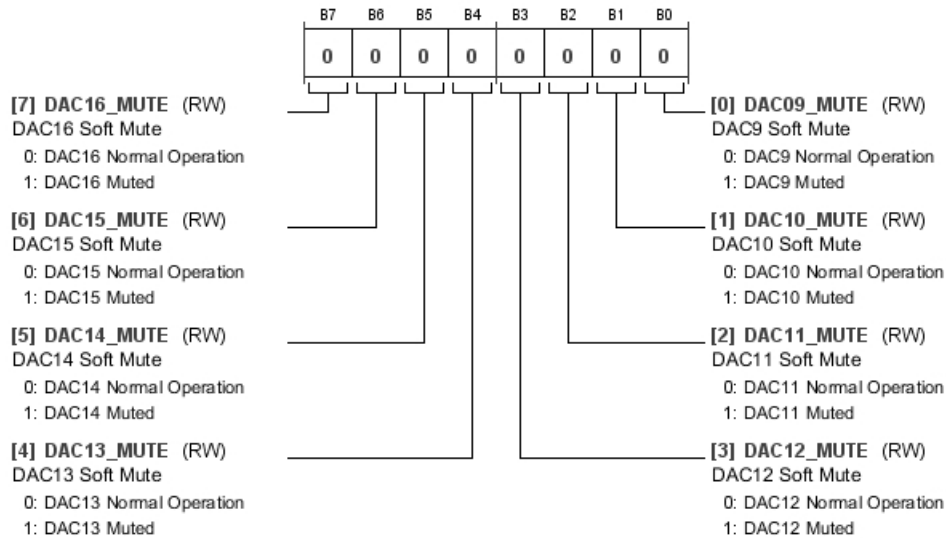 B7 B6 B5 B4 B3 B2 B1 B0
0 0 0 0 0 0 0 0
[7] DAC16_MUTE (RW)
DAC16 Soft Mute
0: DAC16 Normal Operation
1: DAC16 Muted
[6] DAC15_MUTE (RW)
DAC15 Soft Mute
0: DAC15 Normal Operation
1: DAC15 Muted
[5] DAC14_MUTE (RW)
DAC14 Soft Mute
0: DAC14 Normal Operation
1: DAC14 Muted
[4] DAC13_MUTE (RW)
DAC13 Soft Mute
0: DAC13 Normal Operation
1: DAC13 Muted
[0] DAC09_MUTE (RW)
DAC9 Soft Mute
0: DAC9 Normal Operation
1: DAC9 Muted
[1] DAC10_MUTE (RW)
DAC10 Soft Mute
0: DAC10 Normal Operation
1: DAC10 Muted
[2] DAC11_MUTE (RW)
DAC11 Soft Mute
0: DAC11 Normal Operation
1: DAC11 Muted
[3] DAC12_MUTE (RW)
DAC12 Soft Mute
0: DAC12 Normal Operation
1: DAC12 Muted